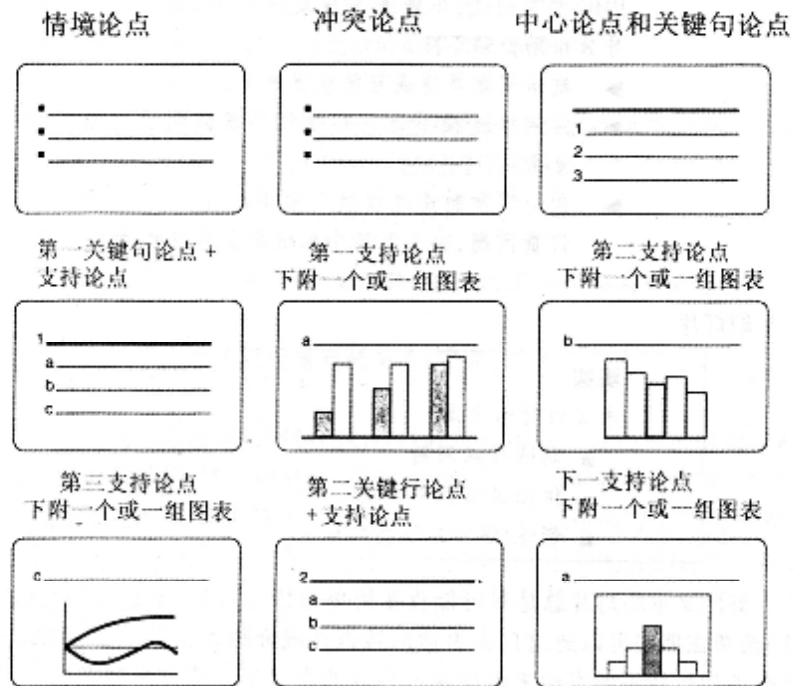 情境论点
冲突论点
中心论点和关键句论点
1
2
3
第一关键句论点+
支持论点
第一支持论点
下附一个或一组图表
第二支持论点
下附一个或一组图表
1
a
b
c
a
b
第三支持论点
下附一个或一组图表
第二关键行论点
+支持论点
下一支持论点
下附一个或一组图表
c
2
a
b
c
a